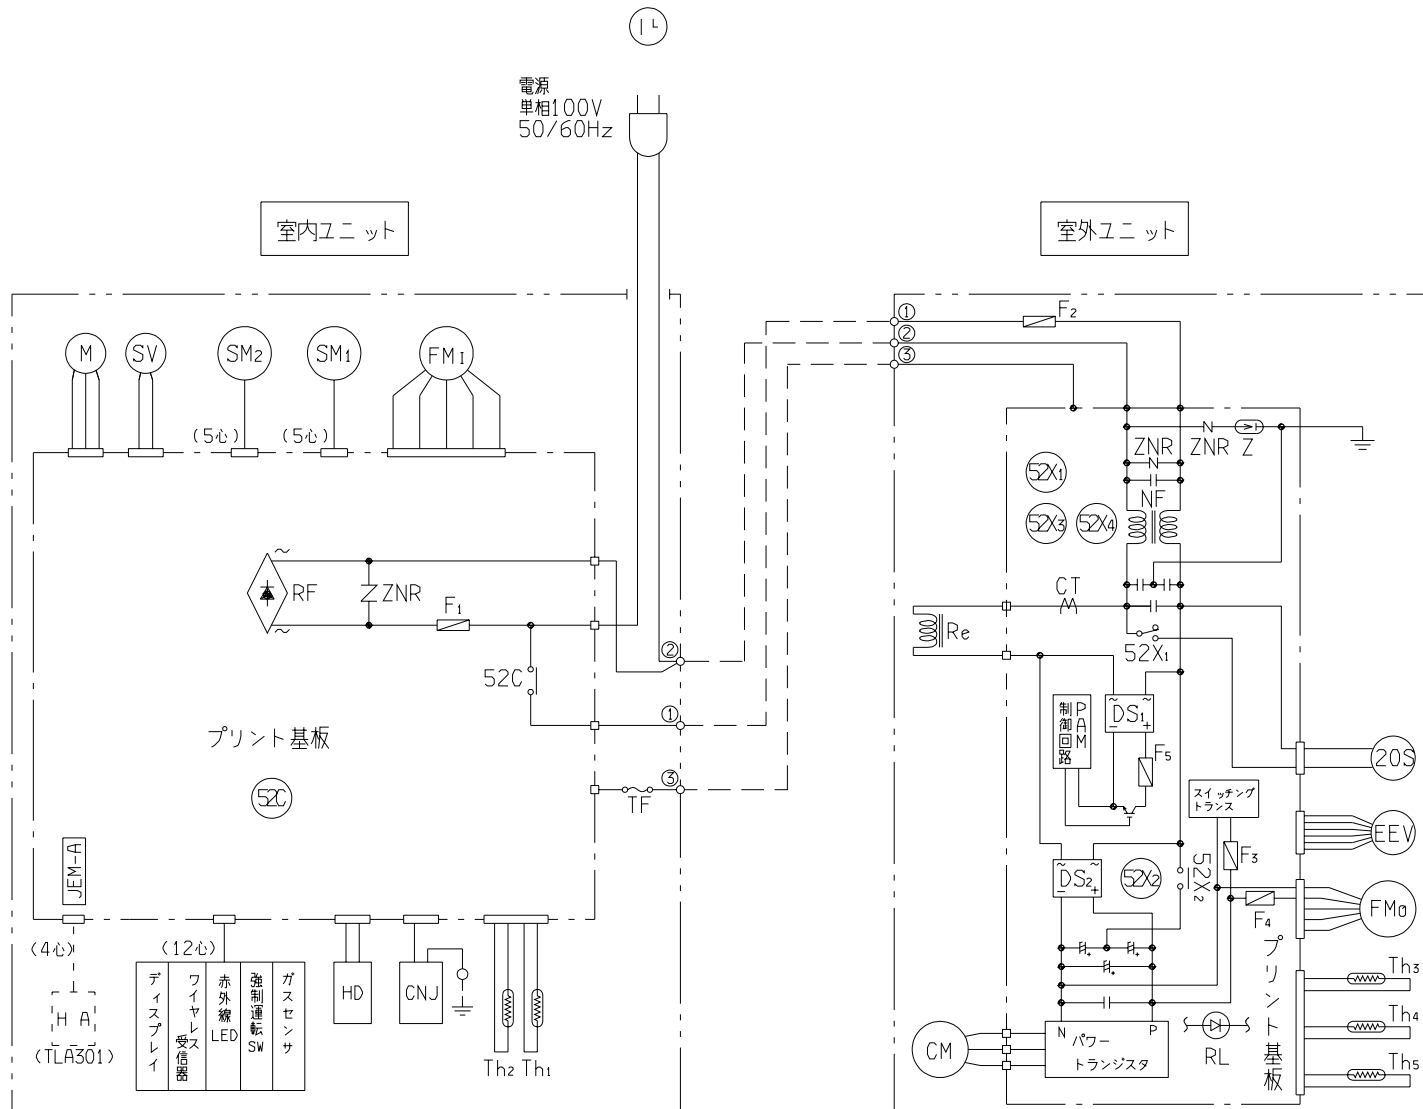 電源
単相100V
50/60Hz
室内ユニット
室外ユニット
① F2
②
③
M SV SM2 SM1 FMI
(5心) (5心)
ZNR ZNR Z
52X1
NF
52X3 52X4
RF ZNR F1
CT
Re
52X1
②
52C
①
プリント基板
52C
③
TF
PAM
制御回路
DS1
~ ~
- +
F5
20S
スイッチング
トランス
EEV
F3
DS2
~ ~
- +
52X2
52X2
F4
FMo
JEM-A
(4心) (12心)
H A
(TLA301)
ディスプレイ
ワイヤレス
受信器
赤外線
LED
強制運転
SW
ガスセンサ
HD
CNJ
Th2 Th1
プリント基板
Th3
Th4
Th5
N P
パワー
トランジスタ
CM
RL